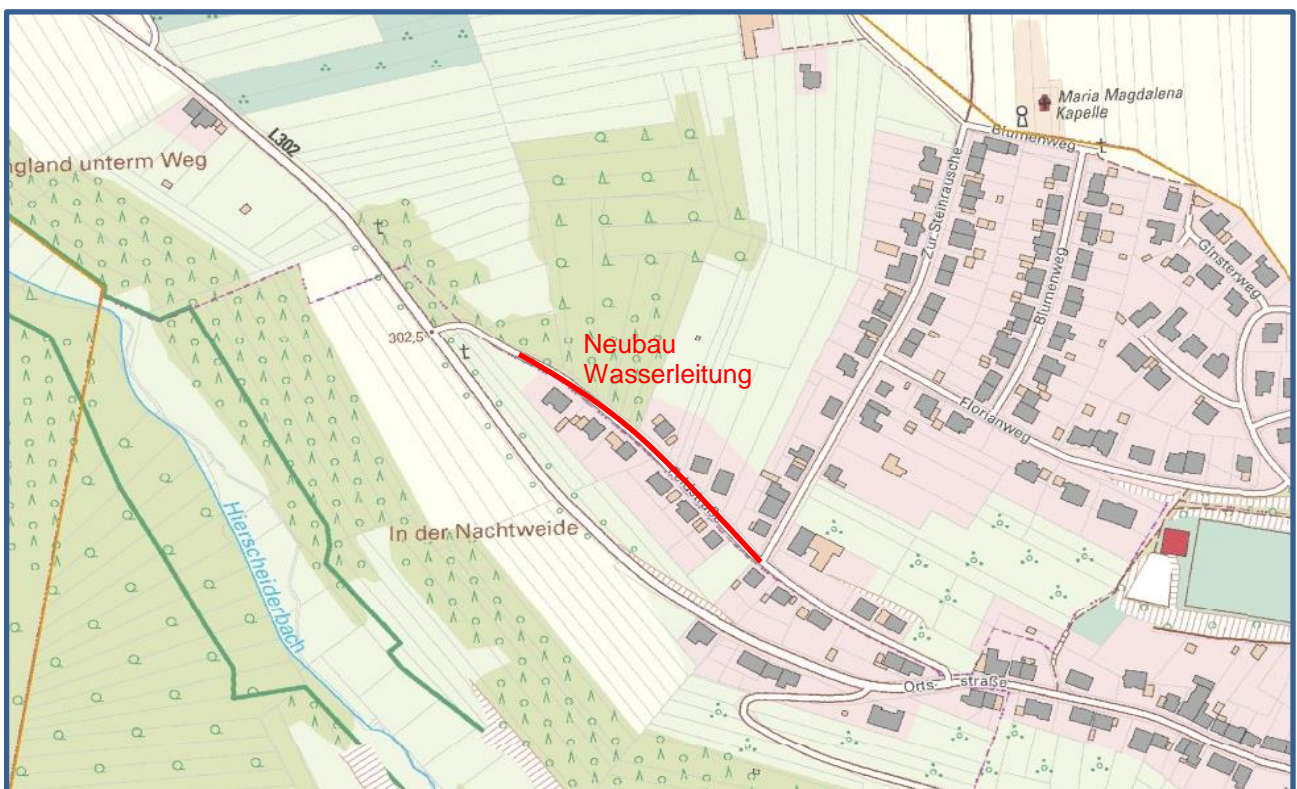 Maria Magdalena
Kapelle
L302
Blumenweg
ngland unterm Weg
Zur Steinrausche
Ginsterweg
Blumenweg
302,5
Neubau
Wasserleitung
Florianweg
In der Nachtweide
Hierscheiderbach
Orts-
straße